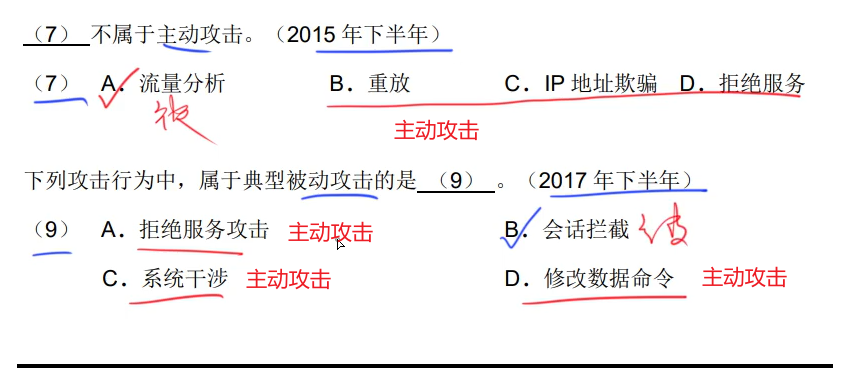 （7） 不属于主动攻击。（2015 年下半年）
（7） A．流量分析 B．重放 C．IP 地址欺骗 D．拒绝服务
被
主动攻击
下列攻击行为中，属于典型被动攻击的是 （9） 。（2017 年下半年）
（9） A．拒绝服务攻击 主动攻击 B．会话拦截 被
C．系统干涉 主动攻击 D．修改数据命令 主动攻击